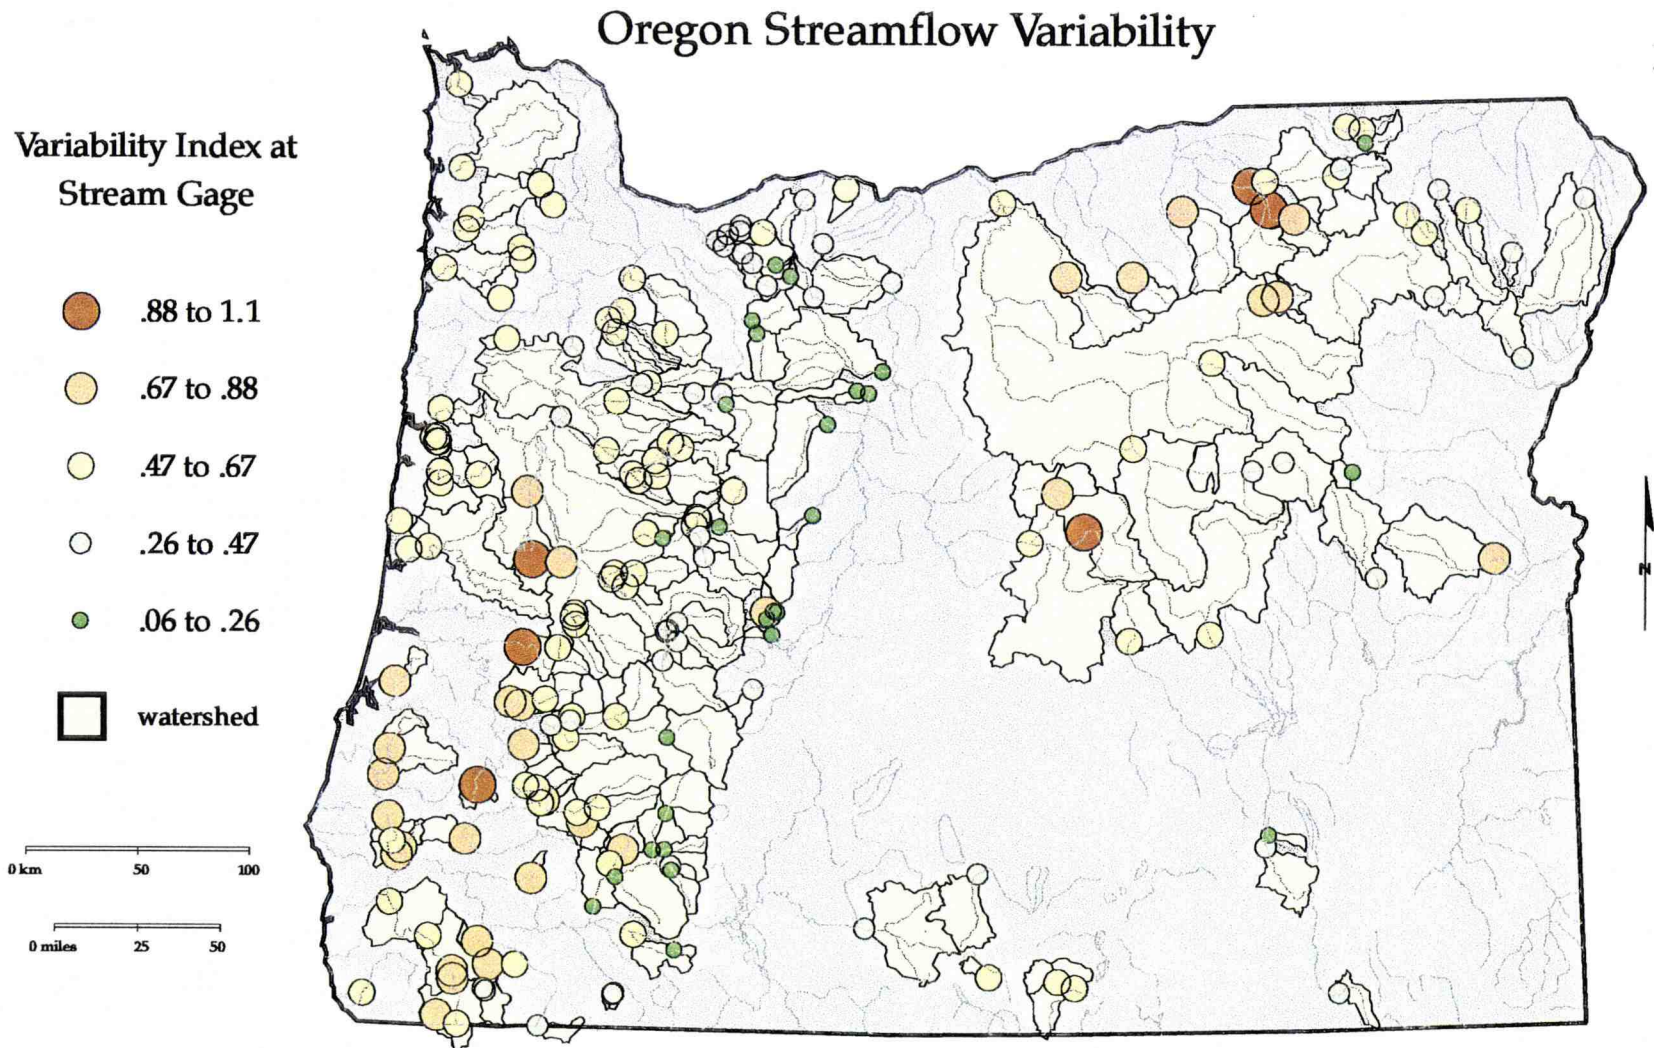 Oregon Streamflow Variability
Variability Index at
Stream Gage
.88 to 1.1
.67 to .88
.47 to .67
.26 to .47
.06 to .26
watershed
0 km 50 100
0 miles 25 50
N